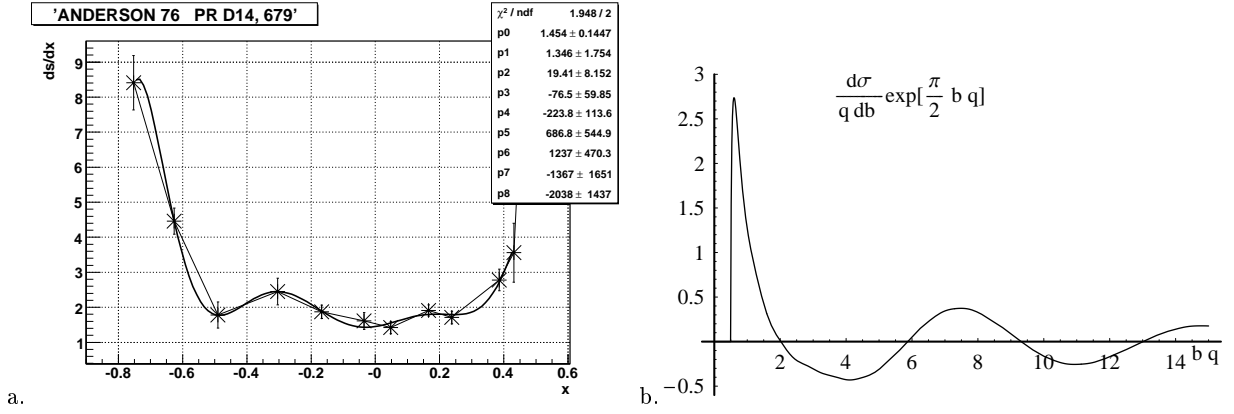 'ANDERSON 76   PR D14, 679'
χ² / ndf 1.948 / 2
p0 1.454 ± 0.1447
p1 1.346 ± 1.754
p2 19.41 ± 8.152
p3 -76.5 ± 59.85
p4 -223.8 ± 113.6
p5 686.8 ± 544.9
p6 1237 ± 470.3
p7 -1367 ± 1651
p8 -2038 ± 1437
ds/dx
9
8
7
6
5
4
3
2
1
-0.8 -0.6 -0.4 -0.2 -0 0.2 0.4 0.6
x
a.
dσ
q db
exp[π/2 b q]
3
2.5
2
1.5
1
0.5
−0.5
2 4 6 8 10 12 14
b q
b.